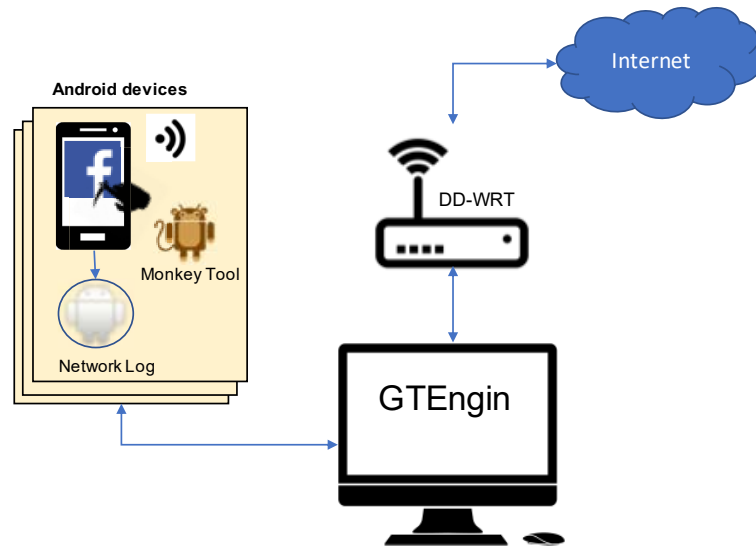 Internet
Android devices
f
DD-WRT
Monkey Tool
Network Log
GTEngin